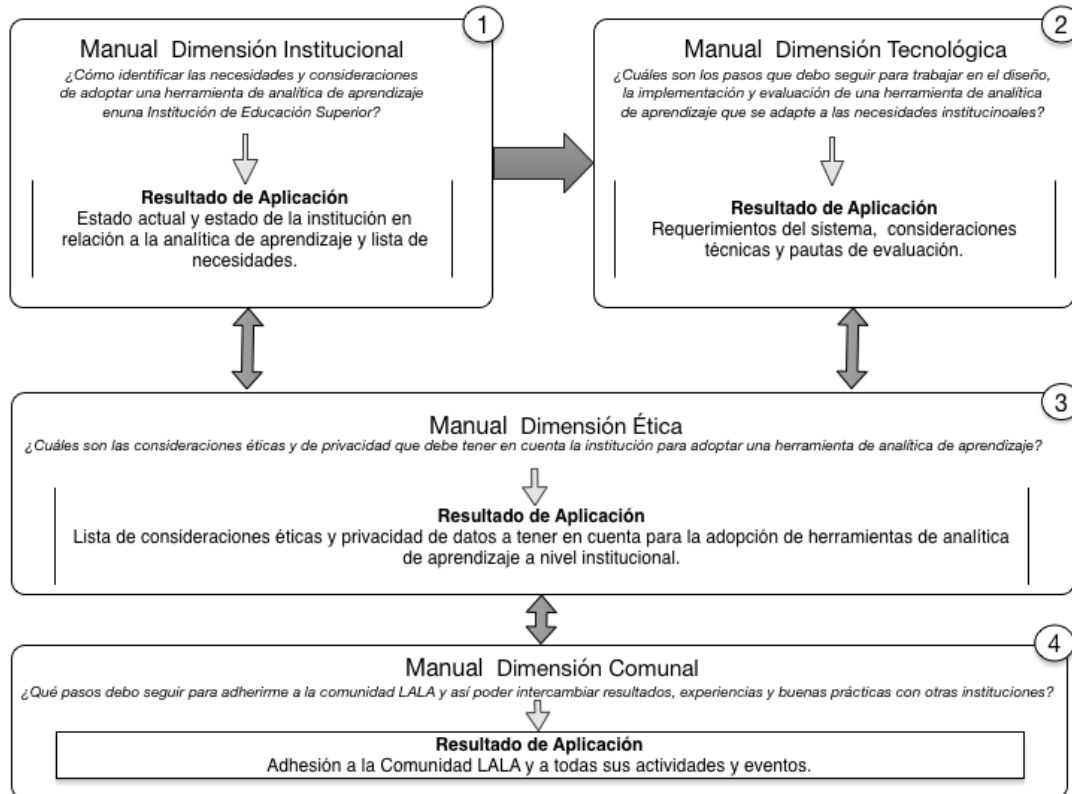 1
Manual Dimensión Institucional
¿Cómo identificar las necesidades y consideraciones
de adoptar una herramienta de analítica de aprendizaje
enuna Institución de Educación Superior?
Resultado de Aplicación
Estado actual y estado de la institución en
relación a la analítica de aprendizaje y lista de
necesidades.
2
Manual Dimensión Tecnológica
¿Cuáles son los pasos que debo seguir para trabajar en el diseño,
la implementación y evaluación de una herramienta de analítica
de aprendizaje que se adapte a las necesidades institucinoales?
Resultado de Aplicación
Requerimientos del sistema, consideraciones
técnicas y pautas de evaluación.
3
Manual Dimensión Ética
¿Cuáles son las consideraciones éticas y de privacidad que debe tener en cuenta la institución para adoptar una herramienta de analítica de aprendizaje?
Resultado de Aplicación
Lista de consideraciones éticas y privacidad de datos a tener en cuenta para la adopción de herramientas de analítica
de aprendizaje a nivel institucional.
4
Manual Dimensión Comunal
¿Qué pasos debo seguir para adherirme a la comunidad LALA y así poder intercambiar resultados, experiencias y buenas prácticas con otras instituciones?
Resultado de Aplicación
Adhesión a la Comunidad LALA y a todas sus actividades y eventos.